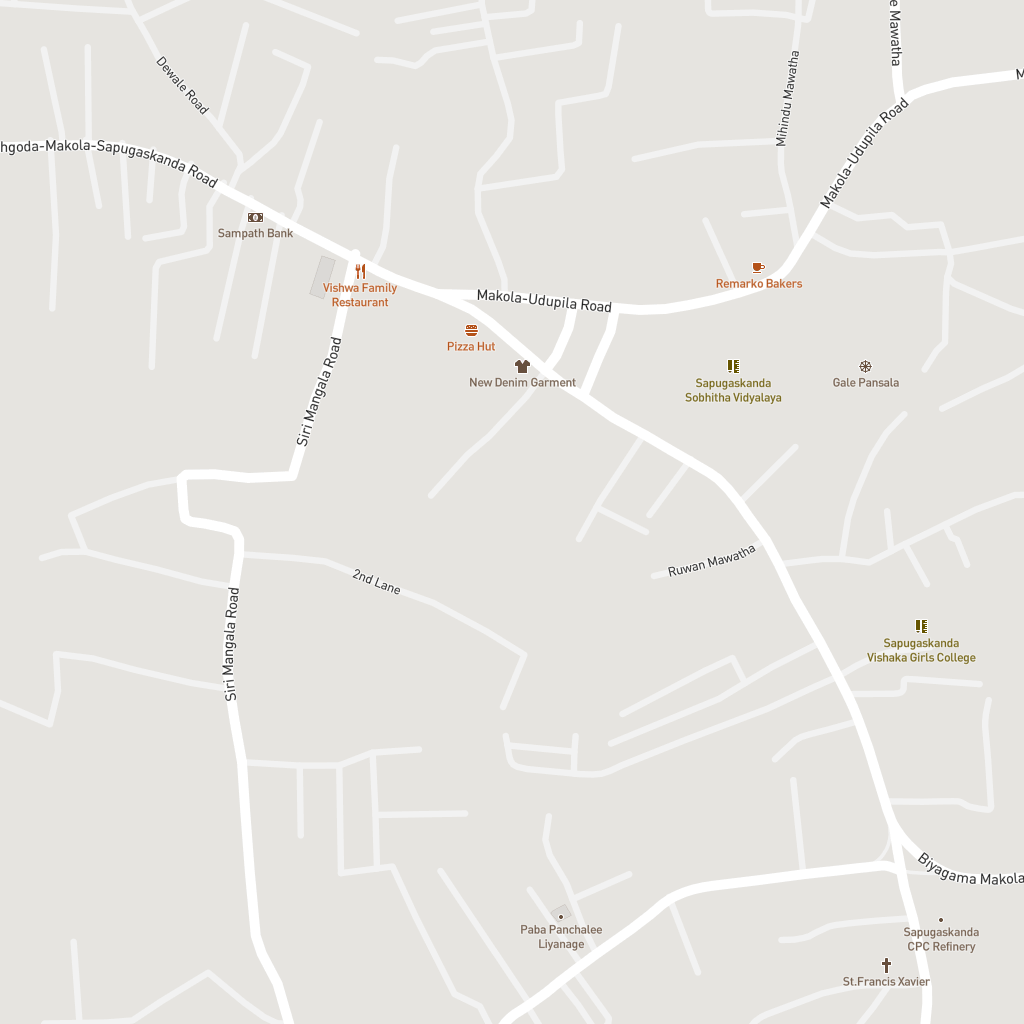 e Mawatha
Dewale Road
Mihindu Mawatha
Makola-Udupila Road
hgoda-Makola-Sapugaskanda Road
Sampath Bank
Vishwa Family
Restaurant
Remarko Bakers
Makola-Udupila Road
Pizza Hut
New Denim Garment
Sapugaskanda
Sobhitha Vidyalaya
Gale Pansala
Siri Mangala Road
Ruwan Mawatha
2nd Lane
Siri Mangala Road
Sapugaskanda
Vishaka Girls College
Biyagama Makola
Paba Panchalee
Liyanage
Sapugaskanda
CPC Refinery
St.Francis Xavier